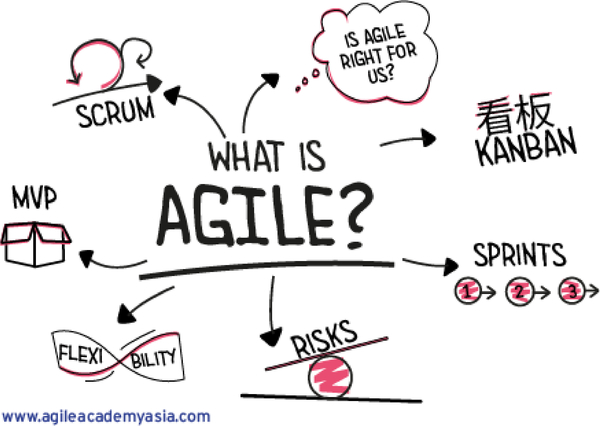 IS AGILE
RIGHT FOR
US?
SCRUM
看板
KANBAN
WHAT IS
AGILE?
MVP
SPRINTS
1 2 3
RISKS
FLEXI BILITY
www.agileacademyasia.com